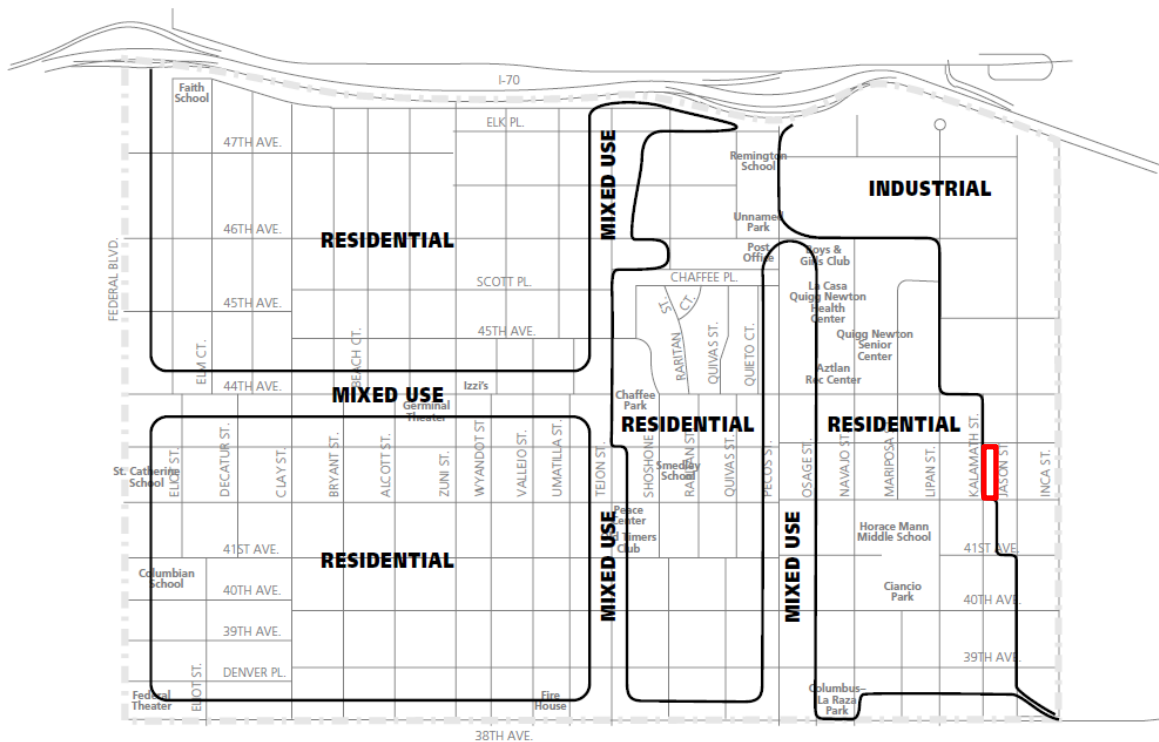 I-70
Faith
School
ELK PL.
47TH AVE.
MIXED USE
Remington
School
INDUSTRIAL
Unnamed
Park
46TH AVE.
RESIDENTIAL
Post
Office
Boys &
Girls Club
FEDERAL BLVD.
SCOTT PL.
CHAFFEE PL.
La Casa
Quigg Newton
Health
Center
45TH AVE.
ST.
CT.
45TH AVE.
RARITAN
QUIVAS ST.
QUIETO CT.
Quigg Newton
Senior
Center
ELM CT.
BEACH CT.
Aztlan
Rec Center
44TH AVE.
MIXED USE
Izzi's
Germinal
Theater
Chaffee
Park
RESIDENTIAL
RESIDENTIAL
St. Catherine
School
ELIOT ST.
DECATUR ST.
CLAY ST.
BRYANT ST.
ALCOTT ST.
ZUNI ST.
WYANDOT ST
VALLEJO ST.
UMATILLA ST.
TEJON ST.
SHOSHONE
Smedley
School
RARITAN ST.
QUIVAS ST.
PECOS ST.
OSAGE ST.
NAVAJO ST.
MARIPOSA
LIPAN ST.
KALAMATH ST.
JASON ST.
INCA ST.
Peace
Center
Old Timers
Club
MIXED USE
MIXED USE
Horace Mann
Middle School
41ST AVE.
41ST AVE.
RESIDENTIAL
Columbian
School
40TH AVE.
Ciancio
Park
40TH AVE.
39TH AVE.
39TH AVE.
DENVER PL.
ELIOT ST.
Federal
Theater
Fire
House
Columbus–
La Raza
Park
38TH AVE.